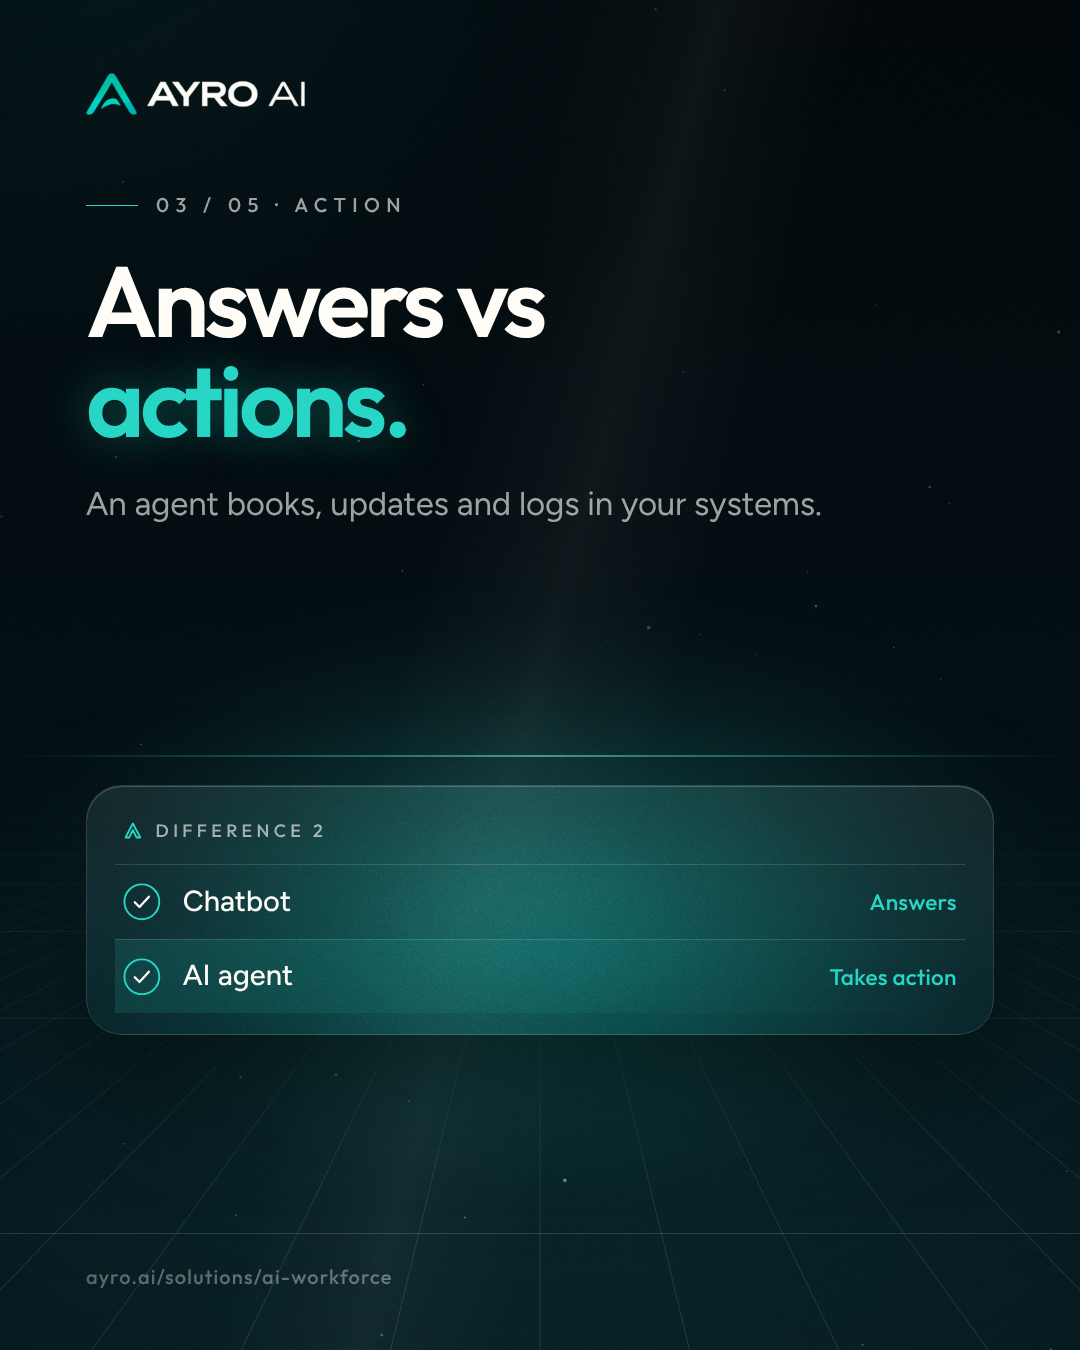 AYRO AI
03 / 05 · ACTION
Answers vs
actions.
An agent books, updates and logs in your systems.
DIFFERENCE 2
Chatbot
Answers
AI agent
Takes action
ayro.ai/solutions/ai-workforce